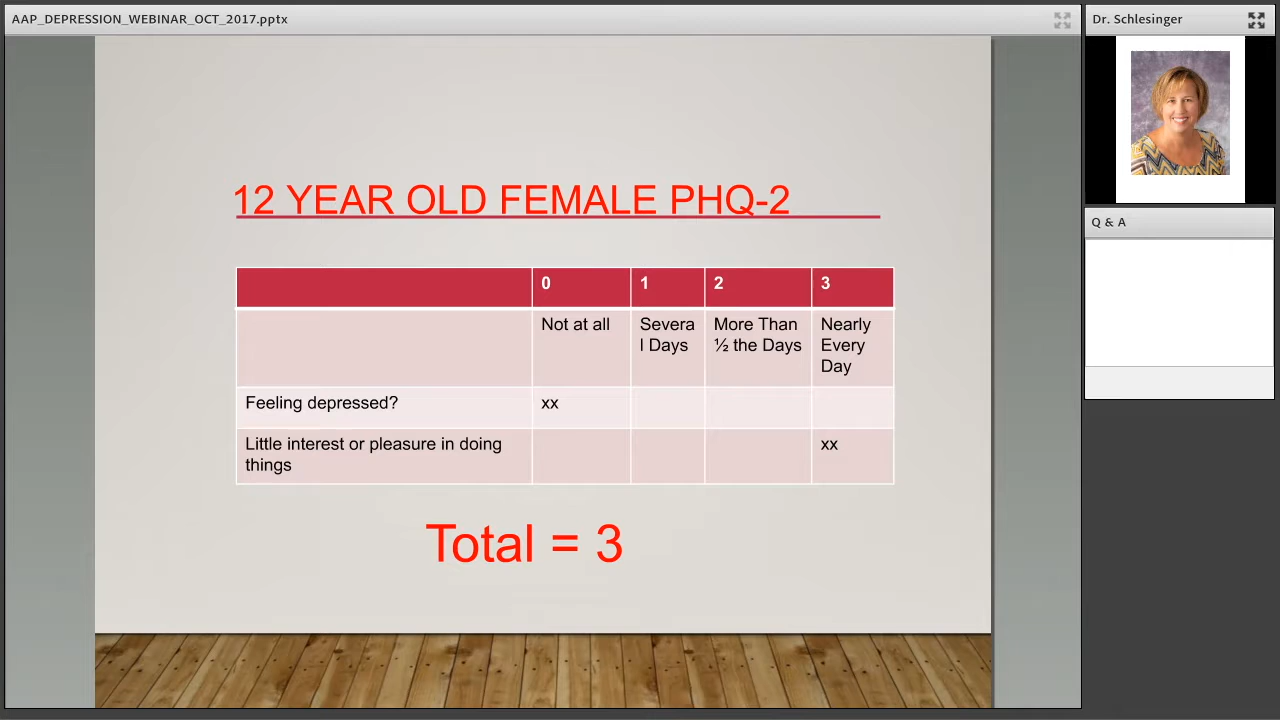 AAP_DEPRESSION_WEBINAR_OCT_2017.pptx
Dr. Schlesinger
Q & A
12 YEAR OLD FEMALE PHQ-2
0 1 2 3
Not at all Severa More Than Nearly
l Days ½ the Days Every
Day
Feeling depressed? xx
Little interest or pleasure in doing xx
things
Total = 3